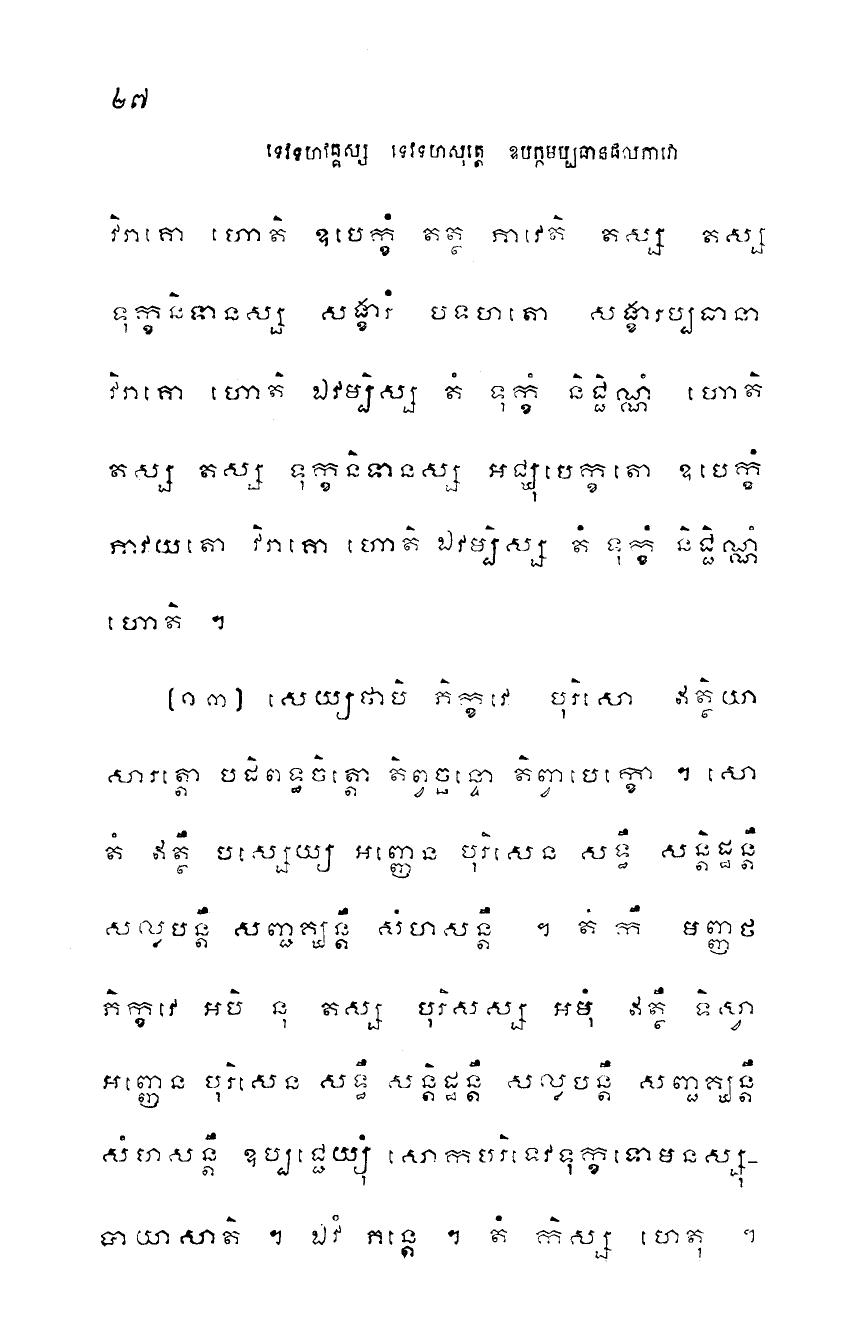 ២៧
ទេវទហវគ្គស្ស ទេវទហសុត្តេ ឧបក្កមប្បធានផលភាវោ
វិរាគោ ហោតិ ឧបេក្ខំ តត្ថ ភាវេតិ តស្ស តស្ស
ទុក្ខនិទានស្ស សង្ខារំ បទហតោ សង្ខារប្បធានា
វិរាគោ ហោតិ ឯវម្បិស្ស តំ ទុក្ខំ និជ្ជិណ្ណំ ហោតិ
តស្ស តស្ស ទុក្ខនិទានស្ស អជ្ឈុបេក្ខតោ ឧបេក្ខំ
ភាវយតោ វិរាគោ ហោតិ ឯវម្បិស្ស តំ ទុក្ខំ និជ្ជិណ្ណំ
ហោតិ ។
(១៣) សេយ្យថាបិ ភិក្ខវេ បុរិសោ ឥត្ថិយា
សារត្តោ បដិពទ្ធចិត្តោ តិព្វច្ឆន្ទោ តិព្វាបេក្ខោ ។ សោ
តំ ឥត្ថឹ បស្សេយ្យ អញ្ញេន បុរិសេន សទ្ធឹ សន្តិដ្ឋន្តឹ
សល្លបន្តឹ សញ្ជគ្ឃន្តឹ សំហសន្តឹ ។ តំ កឹ មញ្ញថ
ភិក្ខវេ អបិ នុ តស្ស បុរិសស្ស អមុំ ឥត្ថឹ ទិស្វា
អញ្ញេន បុរិសេន សទ្ធឹ សន្តិដ្ឋន្តឹ សល្លបន្តឹ សញ្ជគ្ឃន្តឹ
សំហសន្តឹ ឧប្បជ្ជេយ្យុំ សោកបរិទេវទុក្ខទោមនស្សុ-
បាយាសាតិ ។ ឯវំ ភន្តេ ។ តំ កិស្ស ហេតុ ។